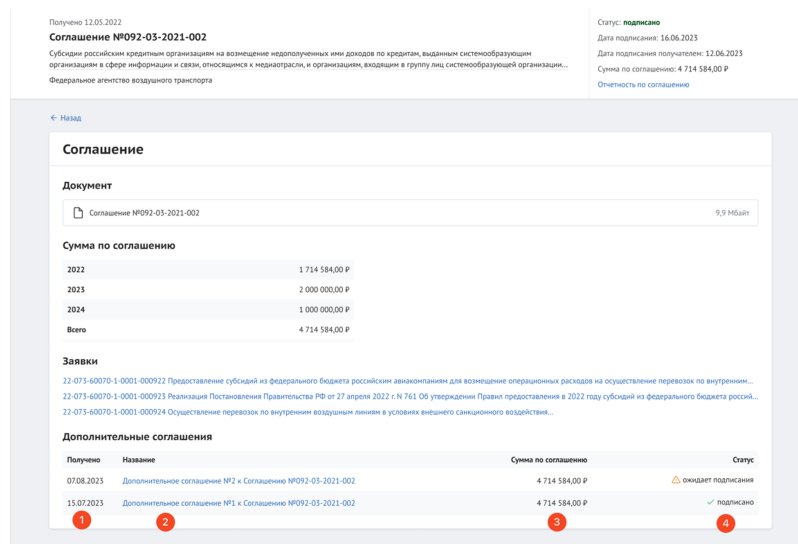 Получено 12.05.2022
Соглашение №092-03-2021-002
Субсидии российским кредитным организациям на возмещение недополученных ими доходов по кредитам, выданным системообразующим
организациям в сфере информации и связи, относящимся к медиаотрасли, и организациям, входящим в группу лиц системообразующей организации...
Федеральное агентство воздушного транспорта
Статус: подписано
Дата подписания: 16.06.2023
Дата подписания получателем: 12.06.2023
Сумма по соглашению: 4 714 584,00 ₽
Отчетность по соглашению
← Назад
Соглашение
Документ
Соглашение №092-03-2021-002 9,9 Мбайт
Сумма по соглашению
2022 1 714 584,00 ₽
2023 2 000 000,00 ₽
2024 1 000 000,00 ₽
Всего 4 714 584,00 ₽
Заявки
22-073-60070-1-0001-000922 Предоставление субсидий из федерального бюджета российским авиакомпаниям для возмещение операционных расходов на осуществление перевозок по внутренним...
22-073-60070-1-0001-000923 Реализация Постановления Правительства РФ от 27 апреля 2022 г. N 761 Об утверждении Правил предоставления в 2022 году субсидий из федерального бюджета россий...
22-073-60070-1-0001-000924 Осуществление перевозок по внутренним воздушным линиям в условиях внешнего санкционного воздействия...
Дополнительные соглашения
Получено Название Сумма по соглашению Статус
07.08.2023 Дополнительное соглашение №2 к Соглашению №092-03-2021-002 4 714 584,00 ₽ ожидает подписания
15.07.2023 Дополнительное соглашение №1 к Соглашению №092-03-2021-002 4 714 584,00 ₽ подписано
1 2 3 4